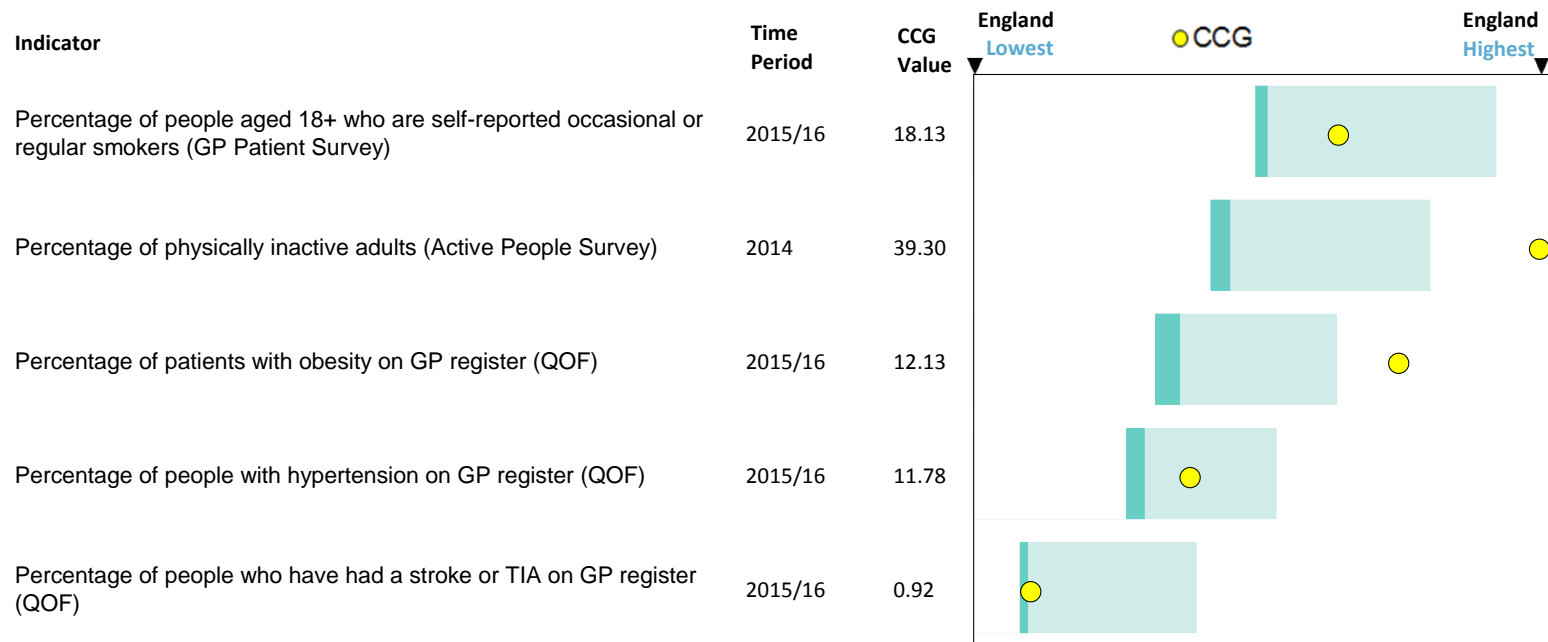 Indicator
Time
Period
CCG
Value
England
Lowest
CCG
England
Highest
Percentage of people aged 18+ who are self-reported occasional or
regular smokers (GP Patient Survey)
2015/16
18.13
Percentage of physically inactive adults (Active People Survey)
2014
39.30
Percentage of patients with obesity on GP register (QOF)
2015/16
12.13
Percentage of people with hypertension on GP register (QOF)
2015/16
11.78
Percentage of people who have had a stroke or TIA on GP register
(QOF)
2015/16
0.92